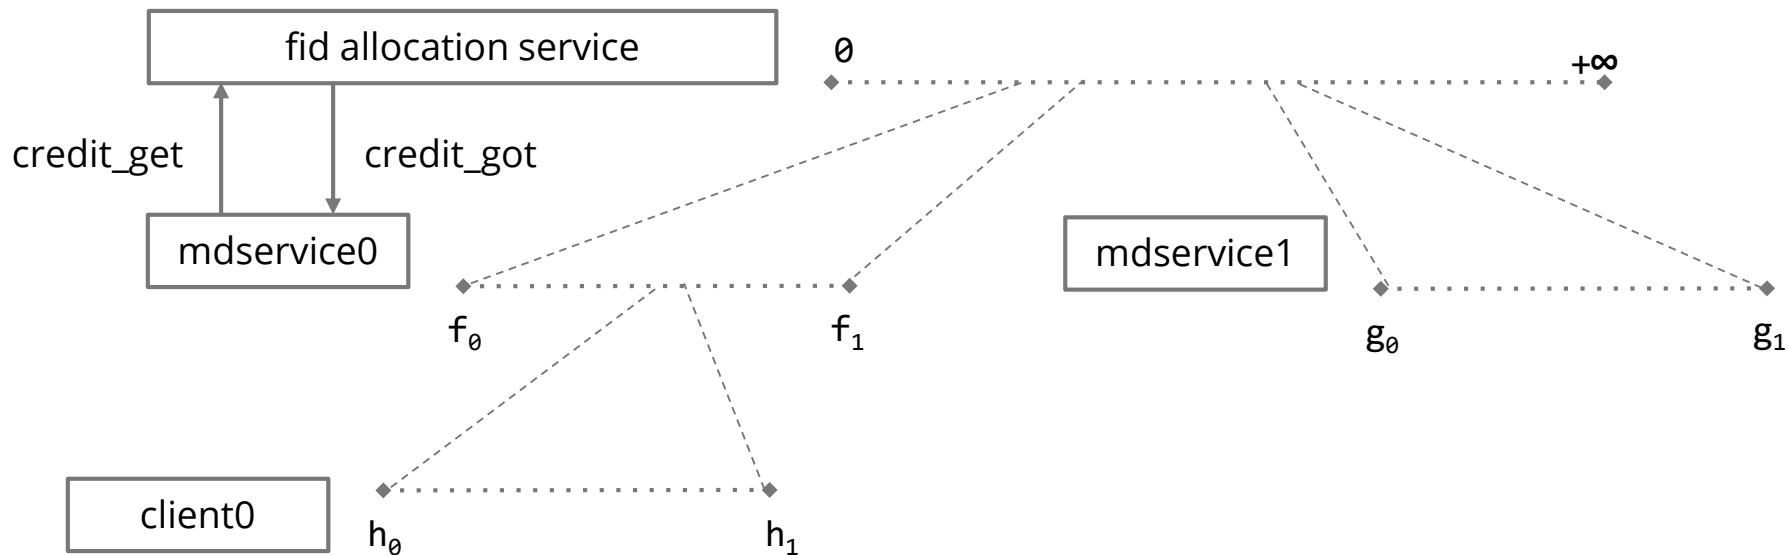 fid allocation service
0
+∞
credit_get
credit_got
mdservice0
mdservice1
f₀
f₁
g₀
g₁
client0
h₀
h₁